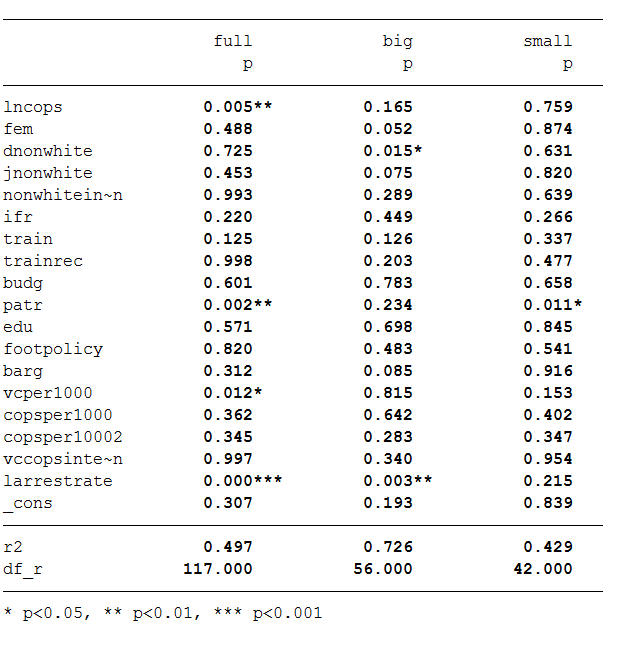 full big small
p p p
lncops 0.005** 0.165 0.759
fem 0.488 0.052 0.874
dnonwhite 0.725 0.015* 0.631
jnonwhite 0.453 0.075 0.820
nonwhitein~n 0.993 0.289 0.639
ifr 0.220 0.449 0.266
train 0.125 0.126 0.337
trainrec 0.998 0.203 0.477
budg 0.601 0.783 0.658
patr 0.002** 0.234 0.011*
edu 0.571 0.698 0.845
footpolicy 0.820 0.483 0.541
barg 0.312 0.085 0.916
vcper1000 0.012* 0.815 0.153
copsper1000 0.362 0.642 0.402
copsper10002 0.345 0.283 0.347
vccopsinte~n 0.997 0.340 0.954
larrestrate 0.000*** 0.003** 0.215
_cons 0.307 0.193 0.839
r2 0.497 0.726 0.429
df_r 117.000 56.000 42.000
* p<0.05, ** p<0.01, *** p<0.001